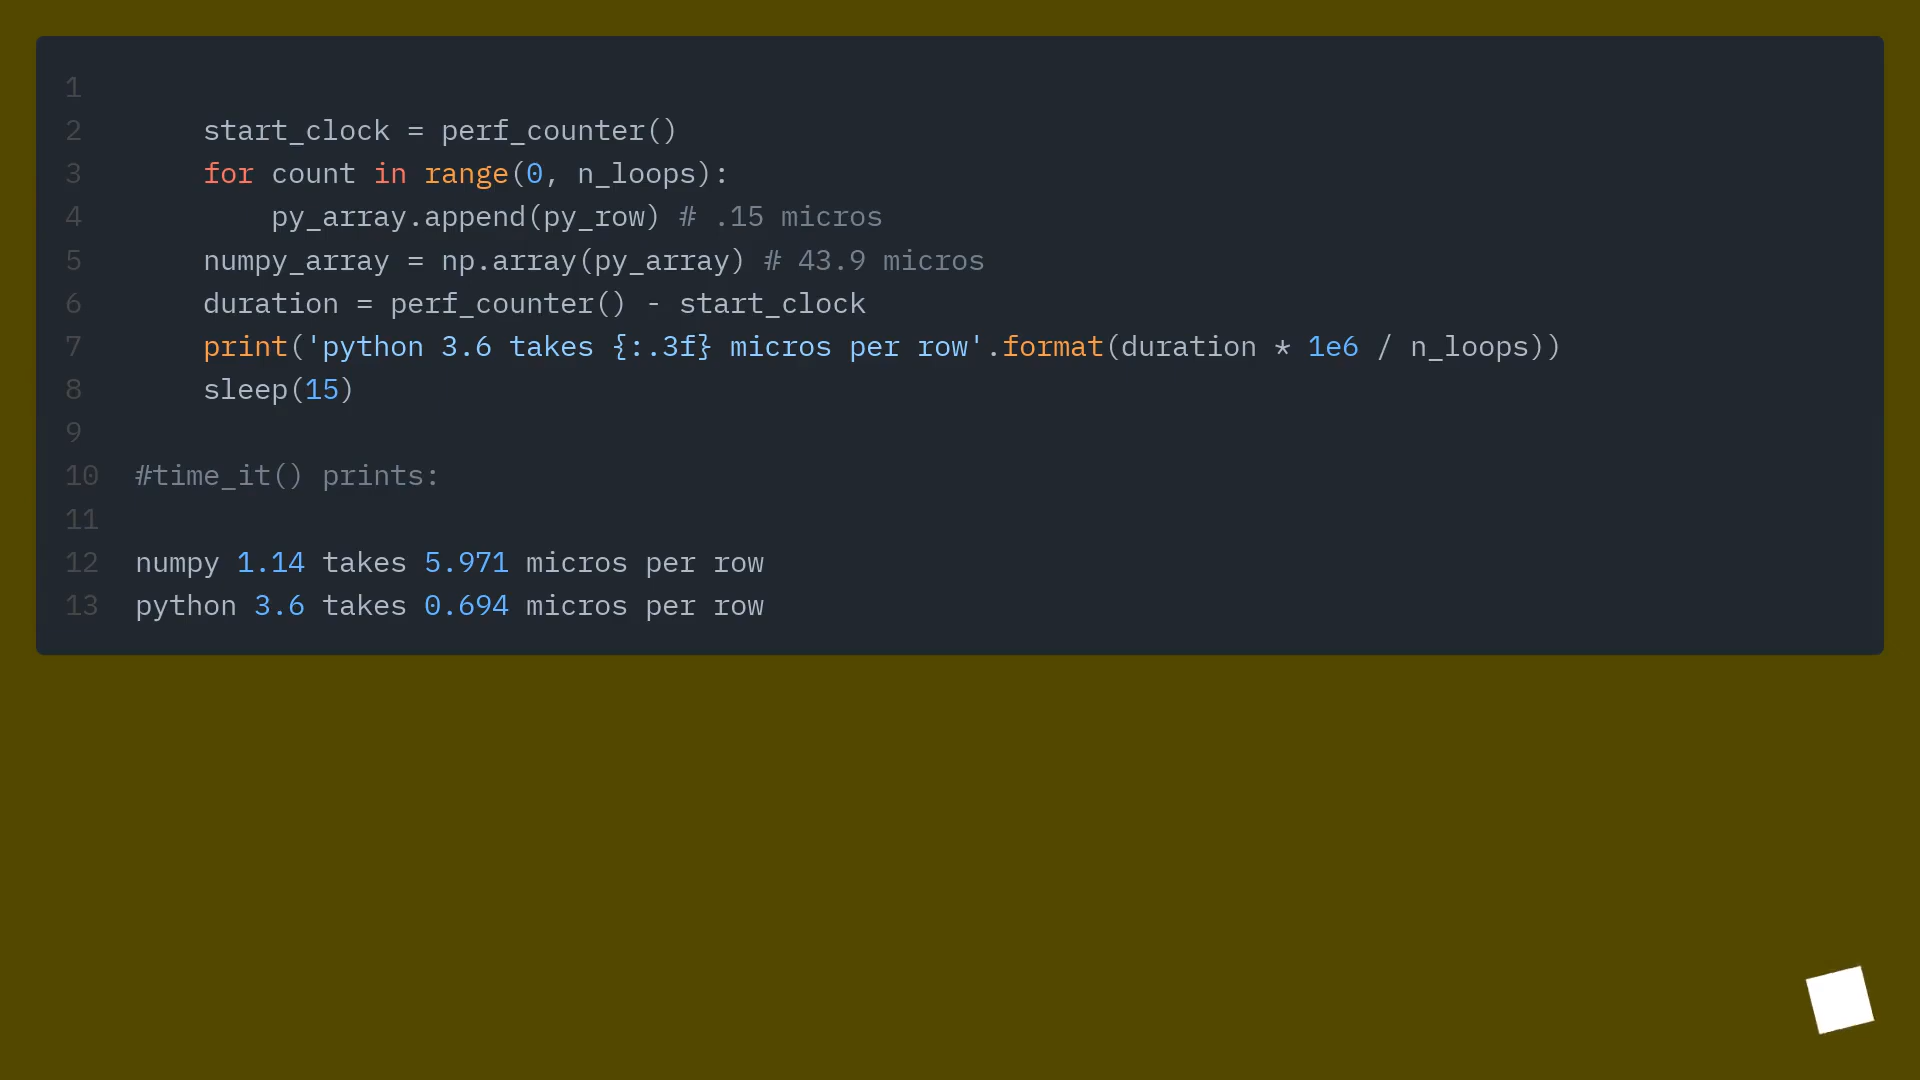 1
2 start_clock = perf_counter()
3 for count in range(0, n_loops):
4 py_array.append(py_row) # .15 micros
5 numpy_array = np.array(py_array) # 43.9 micros
6 duration = perf_counter() - start_clock
7 print('python 3.6 takes {:.3f} micros per row'.format(duration * 1e6 / n_loops))
8 sleep(15)
9
10 #time_it() prints:
11
12 numpy 1.14 takes 5.971 micros per row
13 python 3.6 takes 0.694 micros per row